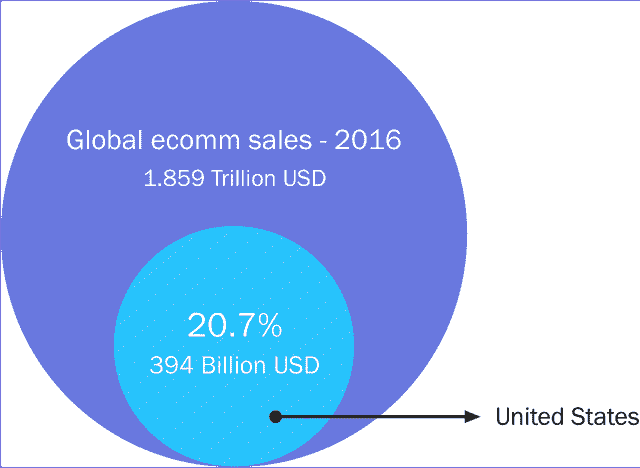 Global ecomm sales - 2016
1.859 Trillion USD
20.7%
394 Billion USD
United States